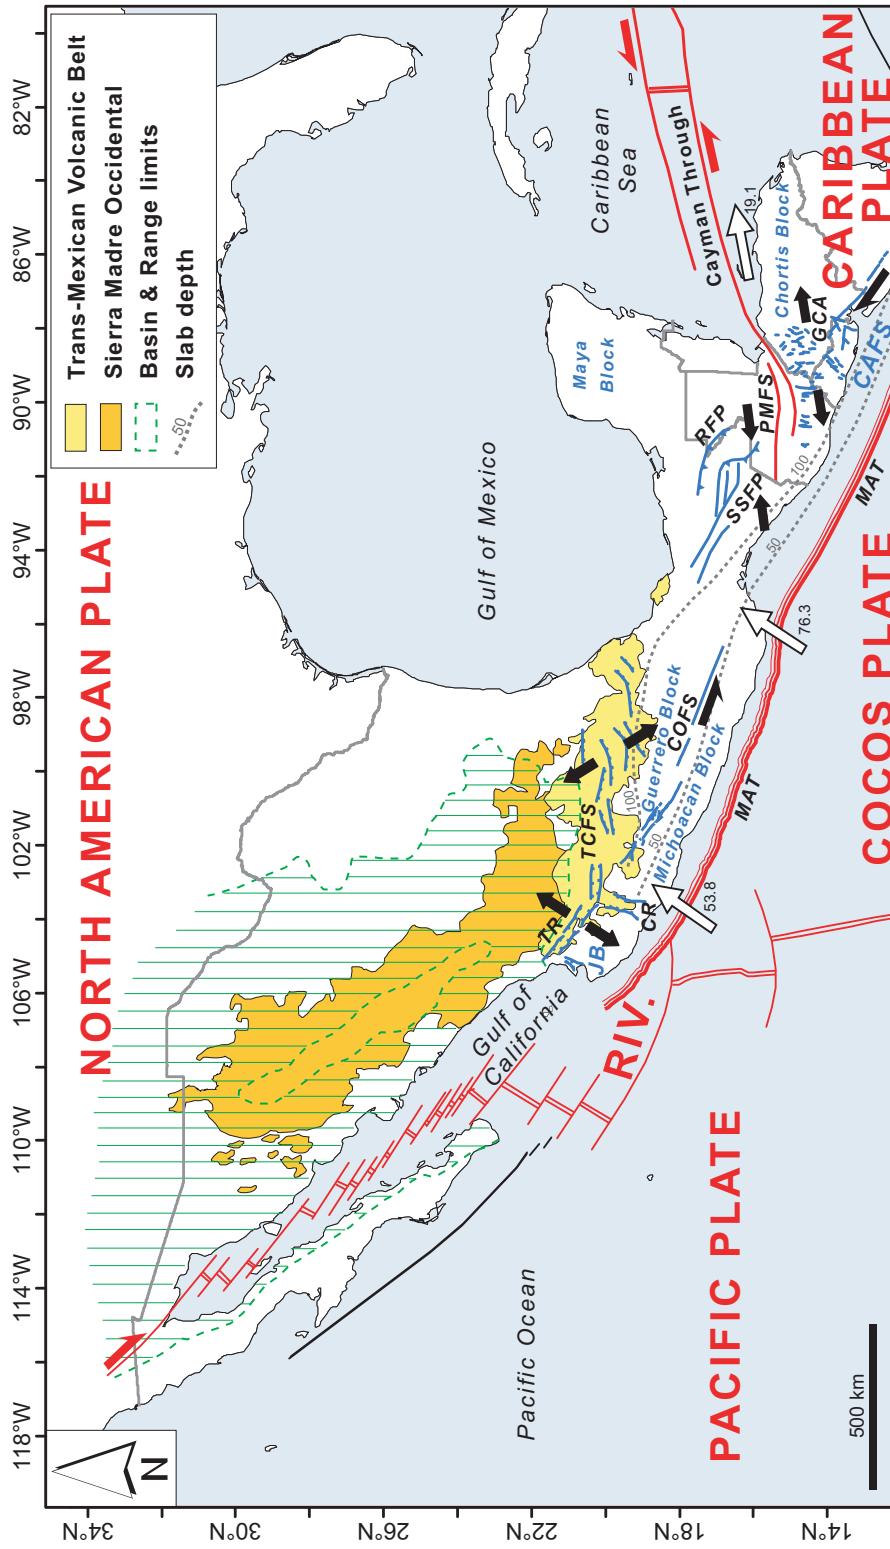 118°W
114°W
110°W
106°W
102°W
98°W
94°W
90°W
86°W
82°W
34°N
30°N
26°N
22°N
18°N
14°N
N
NORTH AMERICAN PLATE
Trans-Mexican Volcanic Belt
Sierra Madre Occidental
Basin & Range limits
50
Slab depth
Gulf of Mexico
Gulf of
California
Pacific Ocean
PACIFIC PLATE
RIV.
COCOS PLATE
CARIBBEAN
PLATE
Caribbean
Sea
Cayman Through
19.1
Maya
Block
Chortis Block
GCA
CAFS
PMFS
RFP
SSFP
MAT
100
50
76.3
Guerrero Block
COFS
Michoacan Block
100
50
MAT
TCFS
TR
JB
CR
53.8
500 km